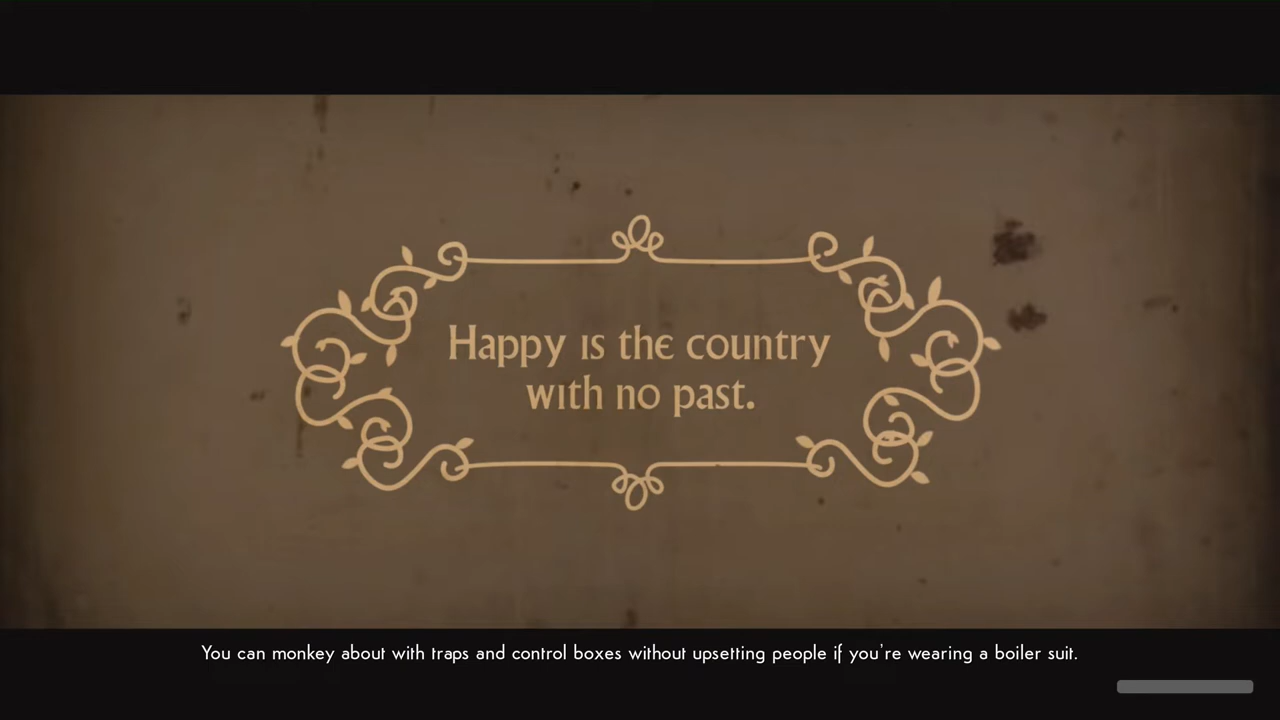 Happy is the country
with no past.
You can monkey about with traps and control boxes without upsetting people if you're wearing a boiler suit.